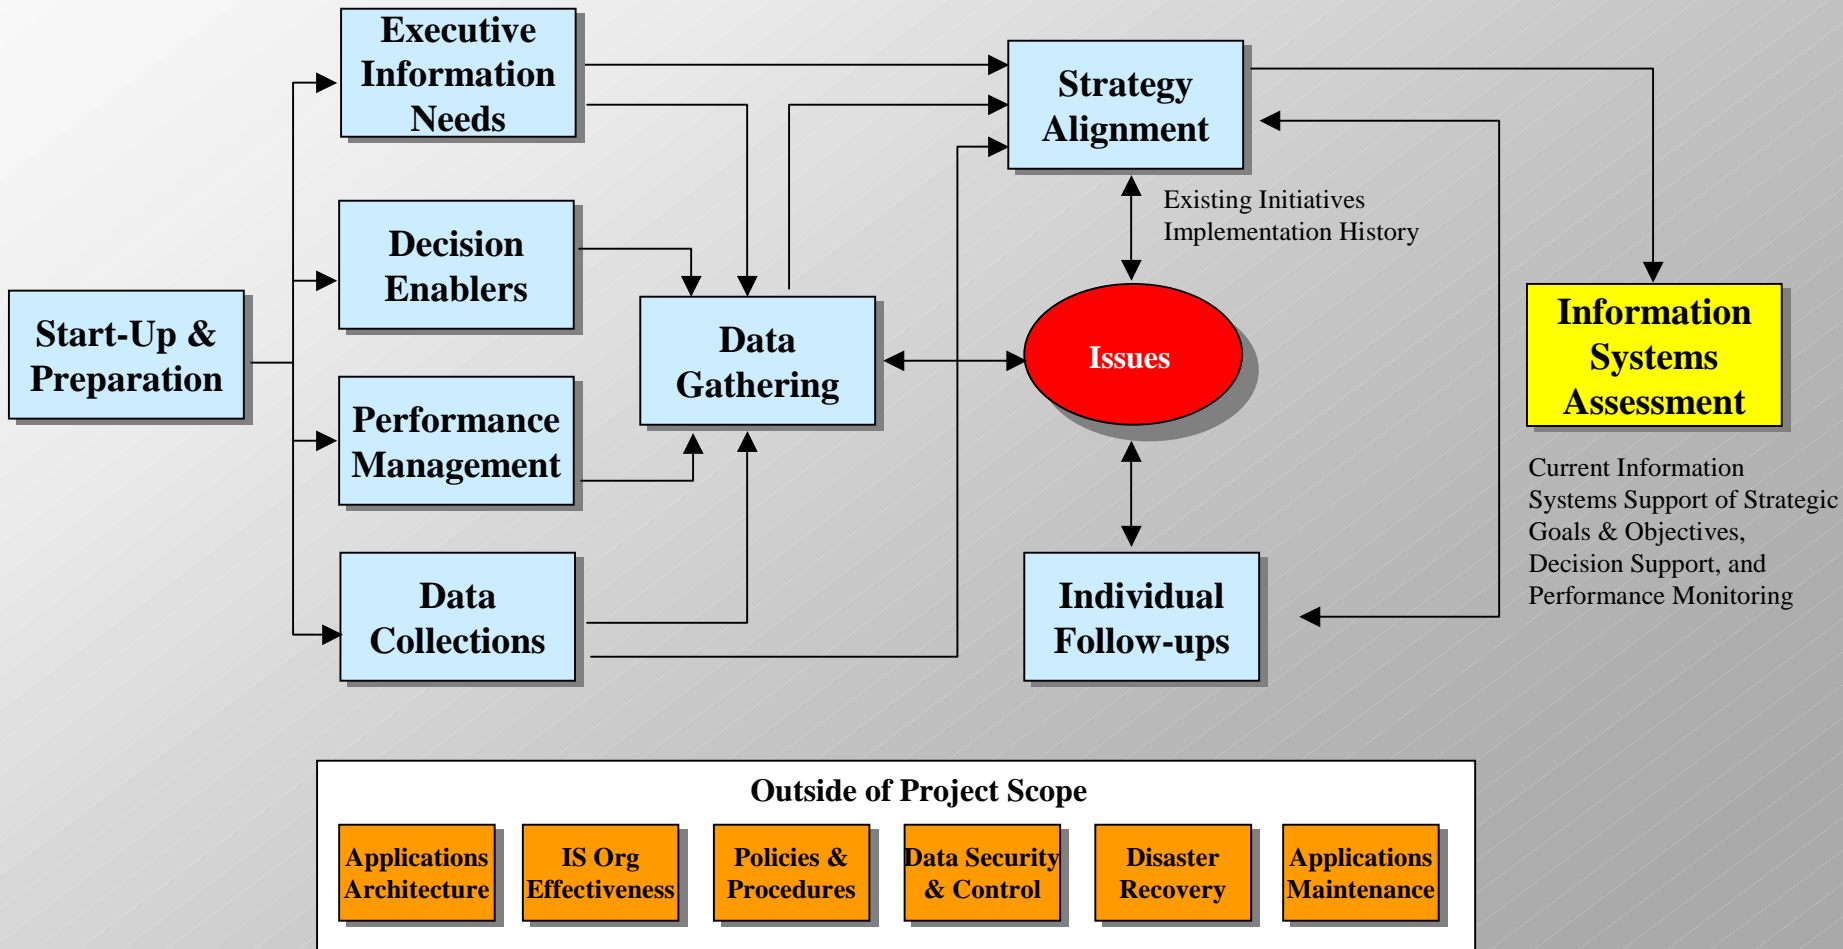 Executive
Information
Needs
Strategy
Alignment
Existing Initiatives
Implementation History
Decision
Enablers
Start-Up &
Preparation
Data
Gathering
Issues
Information
Systems
Assessment
Performance
Management
Current Information
Systems Support of Strategic
Goals & Objectives,
Decision Support, and
Performance Monitoring
Data
Collections
Individual
Follow-ups
Outside of Project Scope
Applications
Architecture
IS Org
Effectiveness
Policies &
Procedures
Data Security
& Control
Disaster
Recovery
Applications
Maintenance